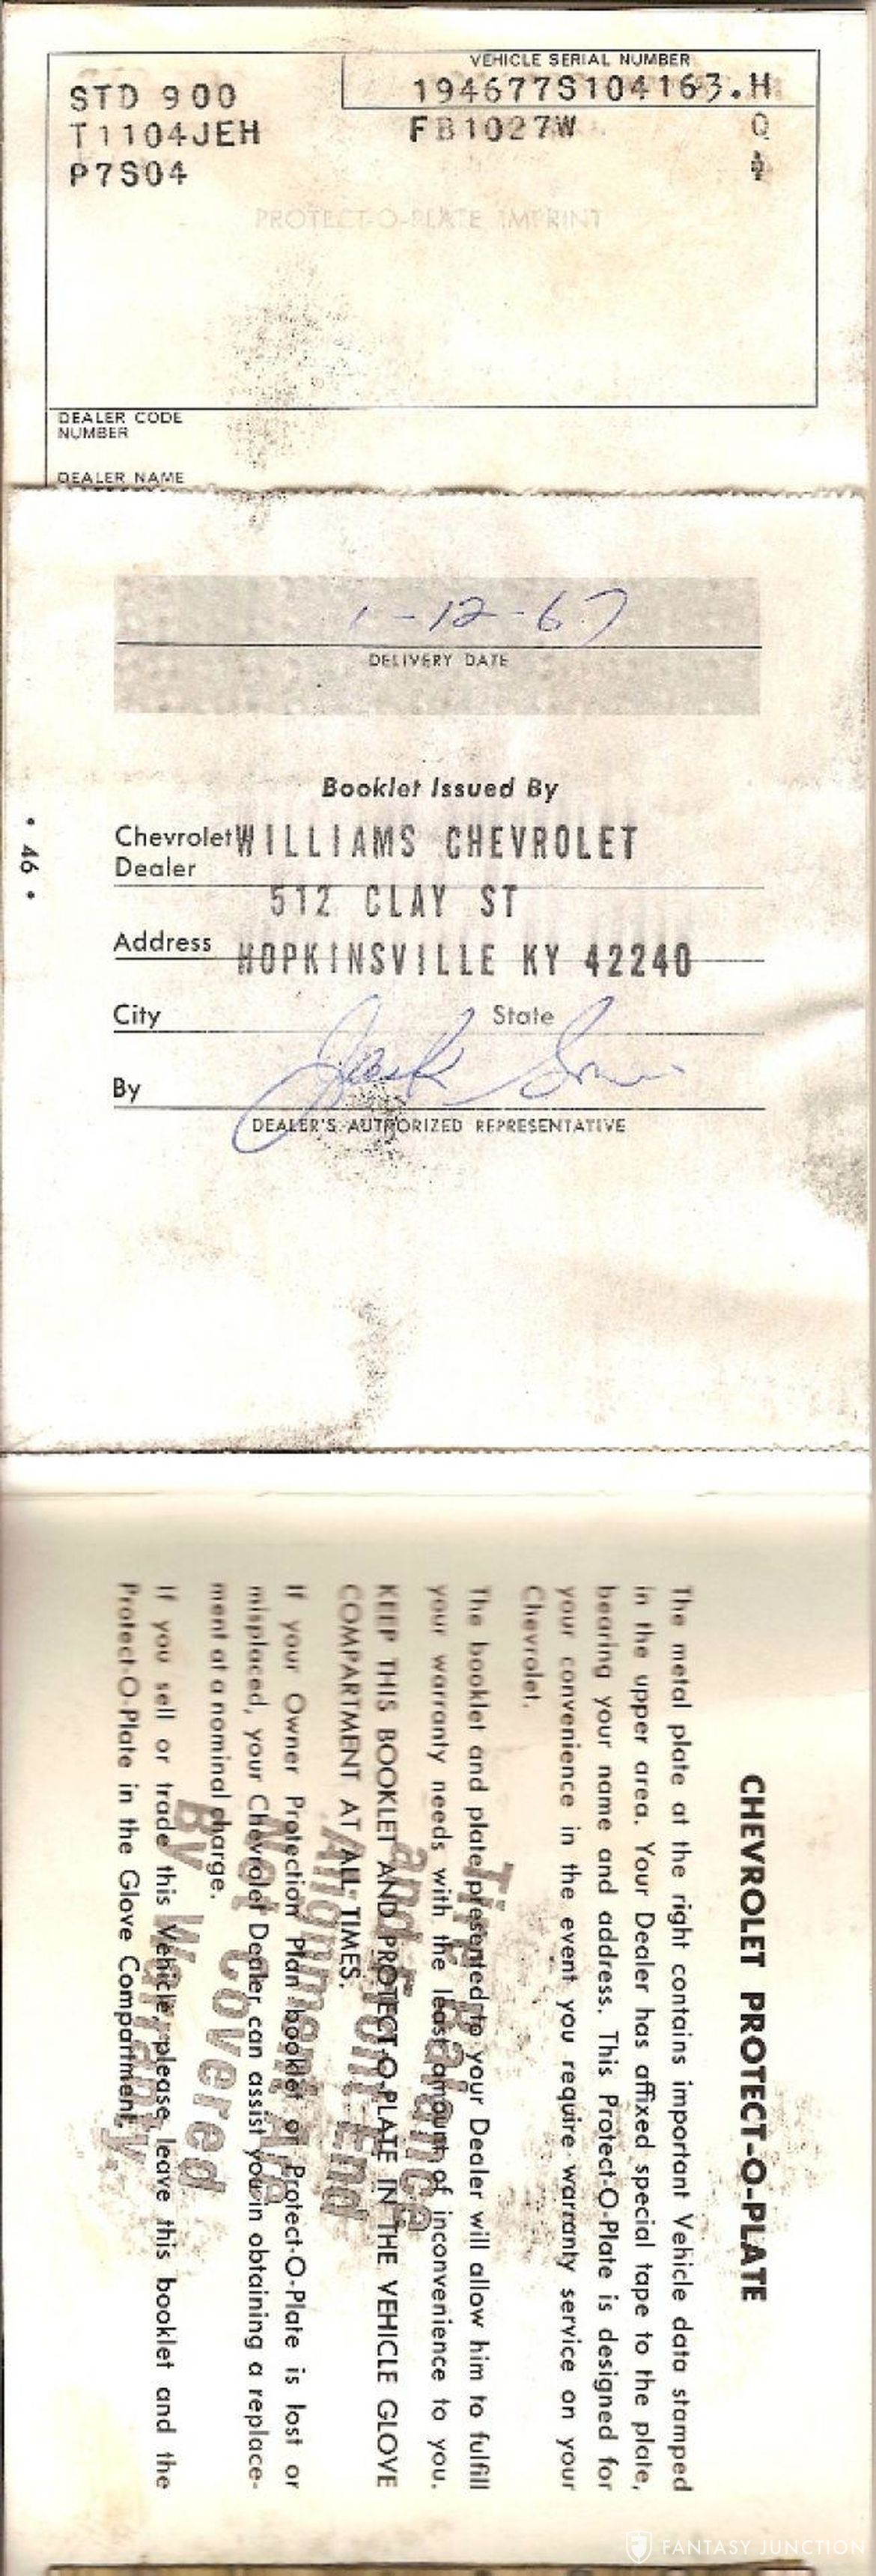 VEHICLE SERIAL NUMBER
STD 900 194677S104163.H
T1104JEH FB1027W Q
P7S04
PROTECT-O-PLATE IMPRINT
DEALER CODE
NUMBER
DEALER NAME
1-12-67
DELIVERY DATE
Booklet Issued By
Chevrolet WILLIAMS CHEVROLET
Dealer
512 CLAY ST
Address HOPKINSVILLE KY 42240
City State
By Jack
DEALER'S AUTHORIZED REPRESENTATIVE
• 46 •
CHEVROLET PROTECT-O-PLATE
The metal plate at the right contains important Vehicle data stamped
in the upper area. Your Dealer has affixed special tape to the plate,
bearing your name and address. This Protect-O-Plate is designed for
your convenience in the event you require warranty service on your
Chevrolet.
The booklet and plate presented to your Dealer will allow him to fulfill
your warranty needs with the least amount of inconvenience to you.
KEEP THIS BOOKLET AND PROTECT-O-PLATE IN THE VEHICLE GLOVE
COMPARTMENT AT ALL TIMES.
If your Owner Protection Plan booklet or Protect-O-Plate is lost or
misplaced, your Chevrolet Dealer can assist you in obtaining a replace-
ment at a nominal charge.
If you sell or trade this Vehicle, please leave this booklet and the
Protect-O-Plate in the Glove Compartment.
Tire Balance
and Front End
Alignment Are
Not Covered
By Warranty.
FANTASY JUNCTION